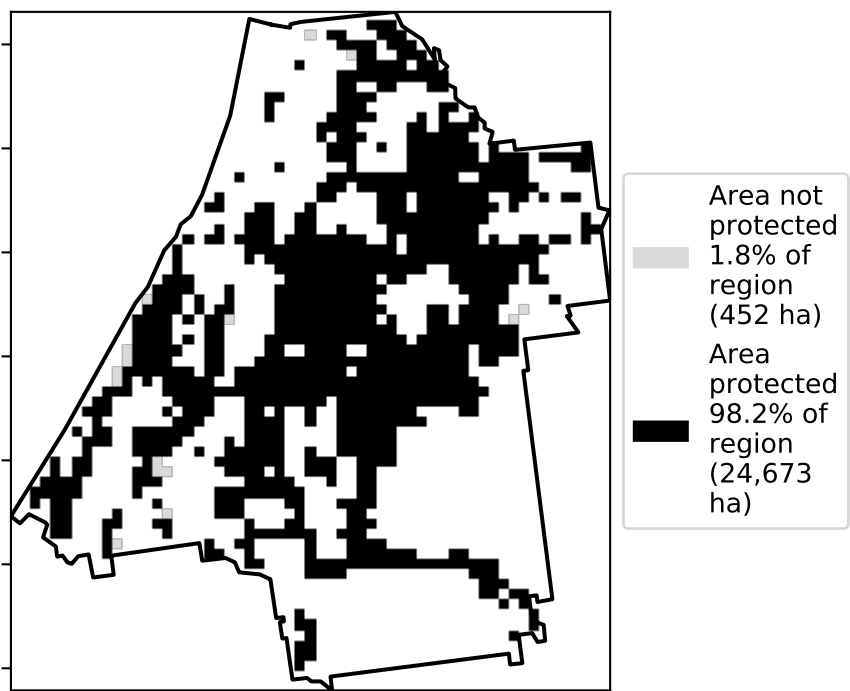 Area not
protected
1.8% of
region
(452 ha)
Area
protected
98.2% of
region
(24,673
ha)